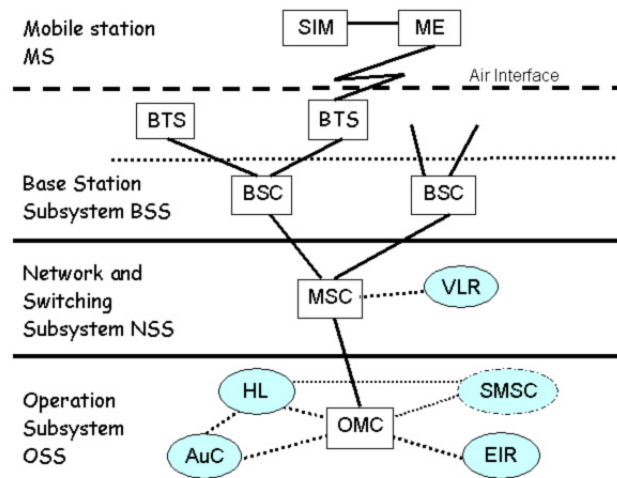 Mobile station
MS
SIM
ME
Air Interface
BTS
BTS
Base Station
Subsystem BSS
BSC
BSC
Network and
Switching
Subsystem NSS
MSC
VLR
Operation
Subsystem
OSS
HL
SMSC
OMC
AuC
EIR